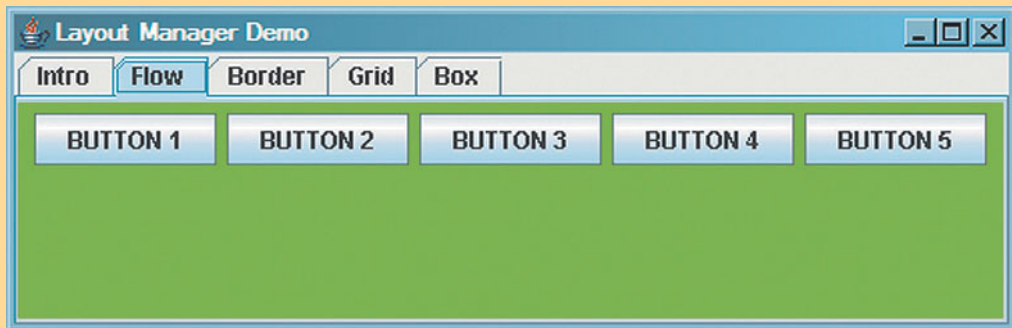 Layout Manager Demo
Intro Flow Border Grid Box
BUTTON 1 BUTTON 2 BUTTON 3 BUTTON 4 BUTTON 5